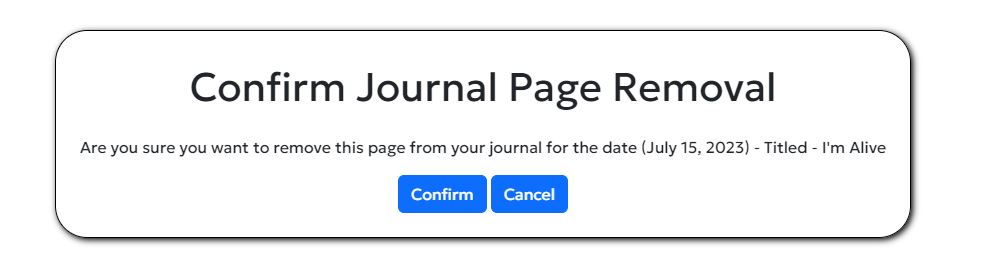 Confirm Journal Page Removal
Are you sure you want to remove this page from your journal for the date (July 15, 2023) - Titled - I'm Alive
Confirm Cancel